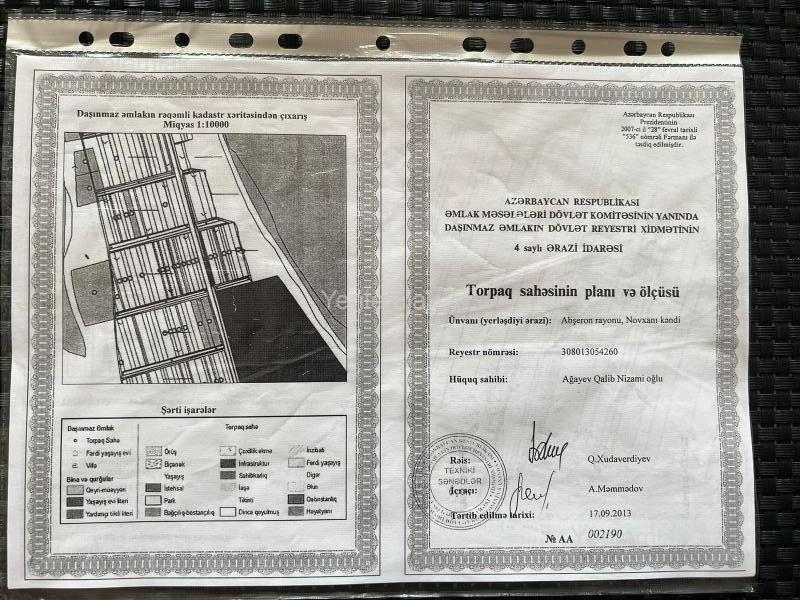 Daşınmaz əmlakın rəqəmli kadastr xəritəsindən çıxarış
Miqyas 1:10000
Şərti işarələr
Daşınmaz Əmlak
Torpaq Sahə
Fərdi yaşayış evi
Villa
Bina və qurğular
Qeyri-müəyyən
Yaşayış evi literi
Yardımçı tikili literi
Torpaq sahə
Örüş
Biçənək
Yaşayış
İstehsal
Park
Bağçılıq-bostançılıq
Çoxillik əkmə
İnfrastruktur
Sahibkarlıq
İaşə
Tikinti
Dincə qoyulmuş
Fərdi yaşayış
Digər
Əkin
Qəbristanlıq
Həyətyanı
Azərbaycan Respublikası
Prezidentinin
2007-ci il "28" fevral tarixli
"536" nömrəli Fərmanı ilə
təsdiq edilmişdir.
AZƏRBAYCAN RESPUBLİKASI
ƏMLAK MƏSƏLƏLƏRİ DÖVLƏT KOMİTƏSİNİN YANINDA
DAŞINMAZ ƏMLAKIN DÖVLƏT REYESTRİ XİDMƏTİNİN
4 saylı ƏRAZİ İDARƏSİ
Torpaq sahəsinin planı və ölçüsü
Ünvanı (yerləşdiyi ərazi): Abşeron rayonu, Novxanı kəndi
Reyestr nömrəsi: 308013054260
Hüquq sahibi: Ağayev Qalib Nizami oğlu
Rəis: Q.Xudaverdiyev
TEXNİKİ
SƏNƏDLƏR
İcraçı: A.Məmmədov
Tərtib edilmə tarixi: 17.09.2013
№ AA 002190